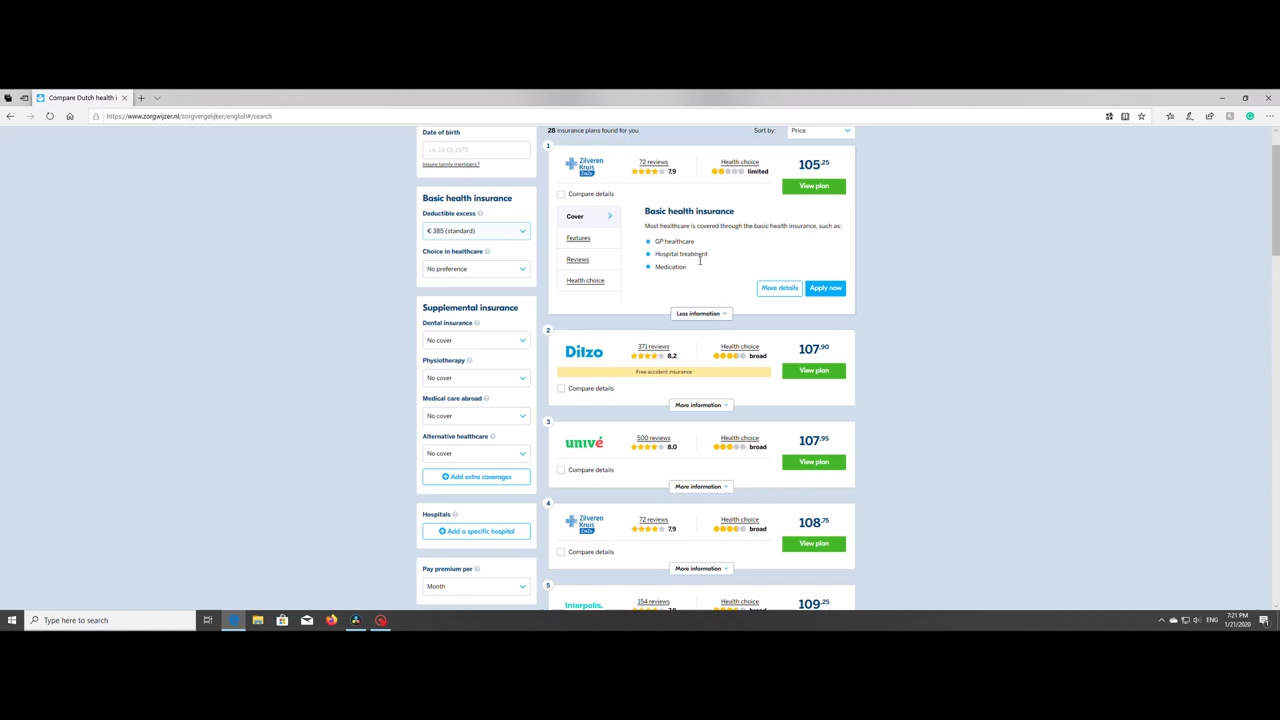 Compare Dutch health i
https://www.zorgwijzer.nl/zorgvergelijker/english#/search
Date of birth
i.e. 15-01-1970
Insure family members?
Basic health insurance
Deductible excess
€ 385 (standard)
Choice in healthcare
No preference
Supplemental insurance
Dental insurance
No cover
Physiotherapy
No cover
Medical care abroad
No cover
Alternative healthcare
No cover
Add extra coverages
Hospitals
Add a specific hospital
Pay premium per
Month
28 insurance plans found for you
Sort by: Price
1
Zilveren Kruis ZieZo
72 reviews
7.9
Health choice
limited
105,25
View plan
Compare details
Cover
Features
Reviews
Health choice
Basic health insurance
Most healthcare is covered through the basic health insurance, such as:
GP healthcare
Hospital treatment
Medication
More details
Apply now
Less information
2
Ditzo
371 reviews
8.2
Health choice
broad
107,90
View plan
Free accident insurance
Compare details
More information
3
univé
500 reviews
8.0
Health choice
broad
107,95
View plan
Compare details
More information
4
Zilveren Kruis ZieZo
72 reviews
7.9
Health choice
broad
108,75
View plan
Compare details
More information
5
Interpolis.
154 reviews
Health choice
broad
109,25
Type here to search
ENG
7:21 PM
1/21/2020